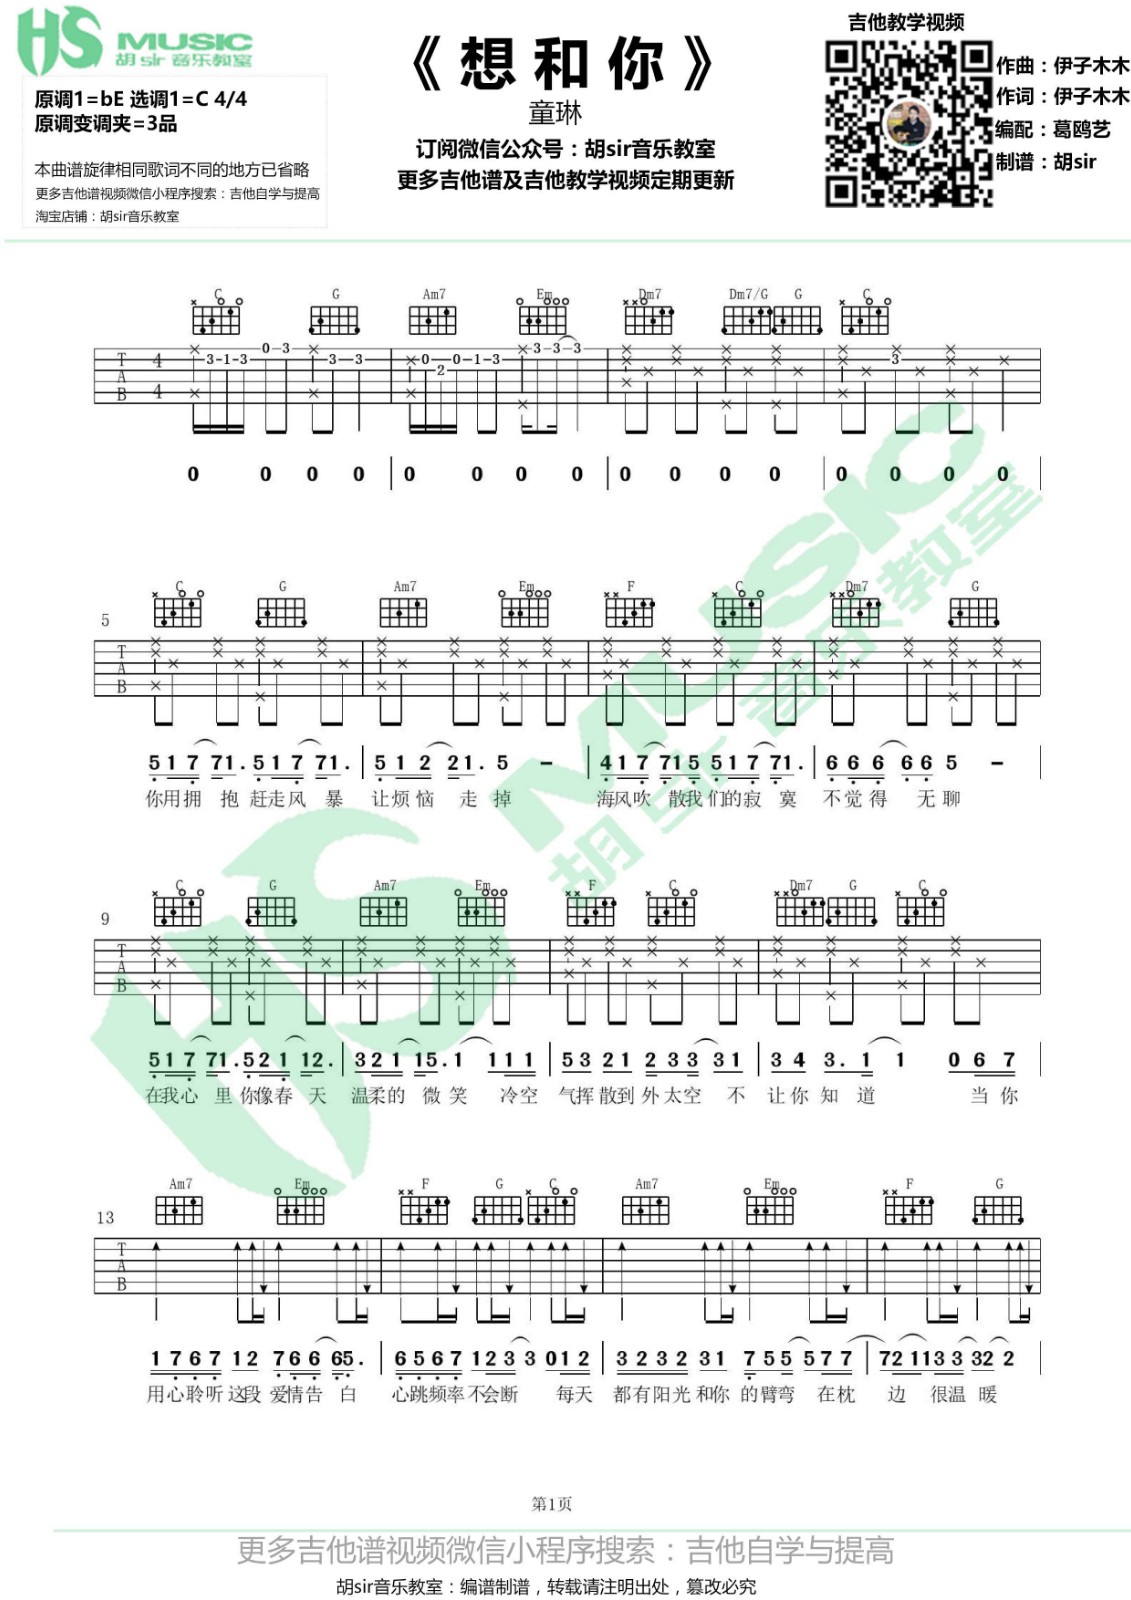 HS MUSIC
胡 sir 音乐教室
原调1=bE 选调1=C 4/4
原调变调夹=3品
本曲谱旋律相同歌词不同的地方已省略
更多吉他谱视频微信小程序搜索：吉他自学与提高
淘宝店铺：胡sir音乐教室
《 想 和 你 》
童琳
订阅微信公众号：胡sir音乐教室
更多吉他谱及吉他教学视频定期更新
吉他教学视频
作曲：伊子木木
作词：伊子木木
编配：葛鸥艺
制谱：胡sir
C G Am7 Em Dm7 Dm7/G G C
T A B 4 4
3 1 3 0 3 3 3 0 2 0 1 3 3 3 3 3
0 0 0 0 0 0 0 0 0 0 0 0 0 0 0 0
C G Am7 Em F C Dm7 G
5
T A B
5 1 7 7 1 . 5 1 7 7 1 . 5 1 2 2 1 . 5 － 4 1 7 7 1 5 5 1 7 7 1 . 6 6 6 6 6 5 －
你用拥 抱 赶走风 暴 让烦恼 走 掉 海风吹 散我们的寂 寞 不觉得 无聊
C G Am7 Em F C Dm7 G C
9
T A B
5 1 7 7 1 . 5 2 1 1 2 . 3 2 1 1 5 . 1 1 1 1 5 3 2 1 2 3 3 3 1 3 4 3 . 1 1 0 6 7
在我心 里 你像春 天 温柔的 微 笑 冷空 气挥散到外太空 不 让你 知 道 当你
Am7 Em F G C Am7 Em F G
13
T A B
1 7 6 7 1 2 7 6 6 6 6 5 . 6 5 6 7 1 2 3 3 0 1 2 3 2 3 2 3 1 7 5 5 5 7 7 7 2 1 1 3 3 3 2 2
用心聆听这段 爱情告 白 心跳频率不会断 每天 都有阳光和你 的臂弯 在枕 边 很温 暖
HS MUSIC
胡 sir 音乐教室
第1页
更多吉他谱视频微信小程序搜索：吉他自学与提高
胡sir音乐教室：编谱制谱，转载请注明出处，篡改必究